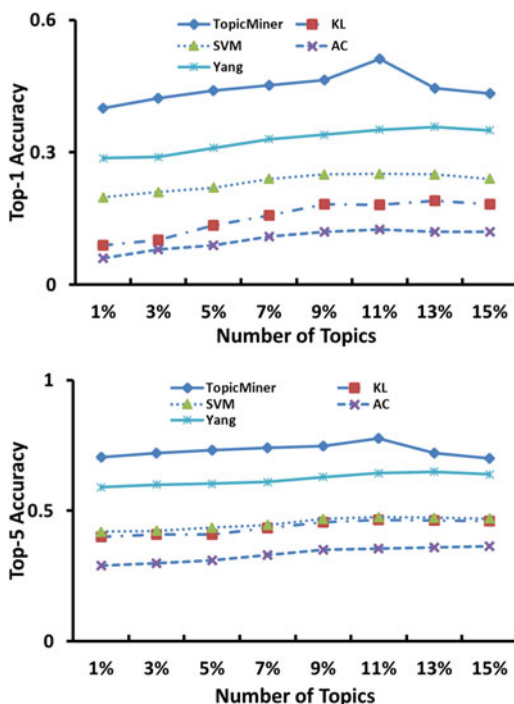 0.6
TopicMiner KL
SVM AC
Yang
0.3
0
Top-1 Accuracy
1% 3% 5% 7% 9% 11% 13% 15%
Number of Topics
1
TopicMiner KL
SVM AC
Yang
0.5
0
Top-5 Accuracy
1% 3% 5% 7% 9% 11% 13% 15%
Number of Topics